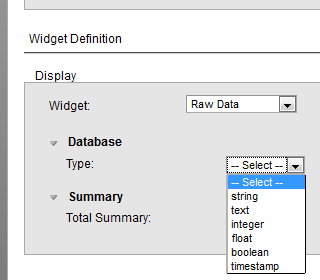 Widget Definition
Display
Widget: Raw Data
Database
Type: -- Select --
-- Select --
string
text
integer
float
boolean
timestamp
Summary
Total Summary: